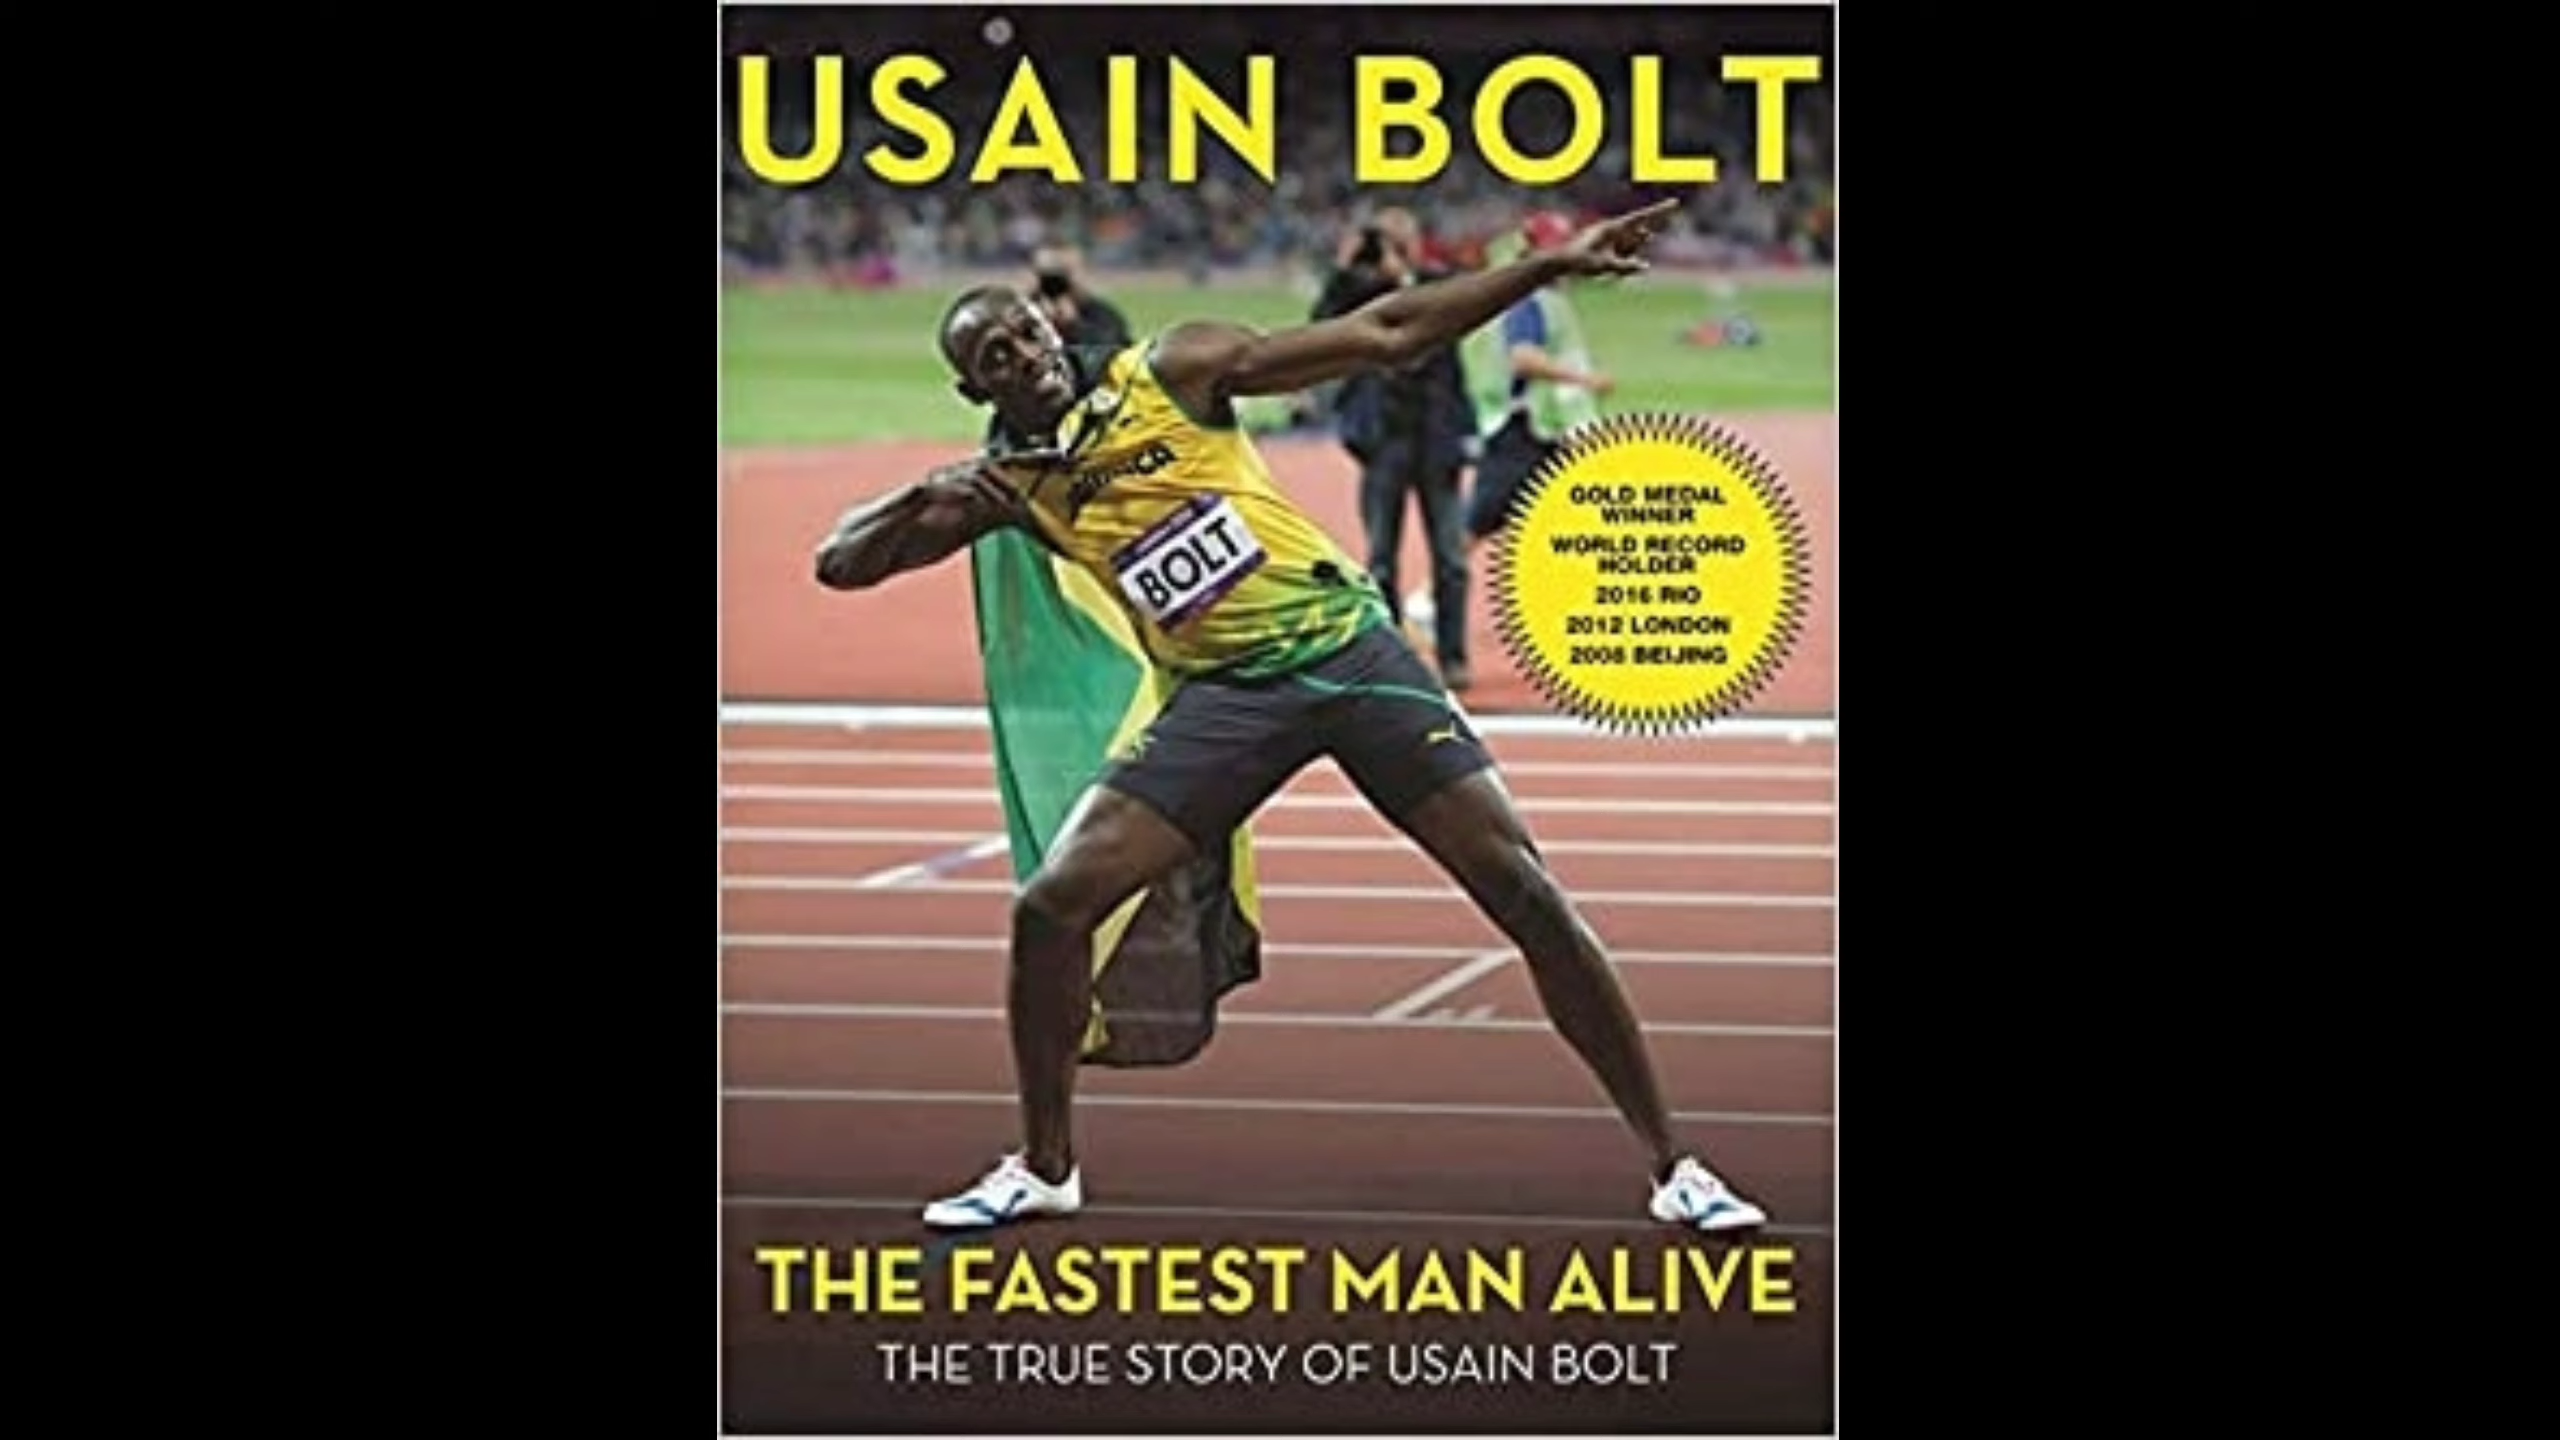 USAIN BOLT
BOLT
GOLD MEDAL
WINNER
WORLD RECORD
HOLDER
2016 RIO
2012 LONDON
2008 BEIJING
THE FASTEST MAN ALIVE
THE TRUE STORY OF USAIN BOLT